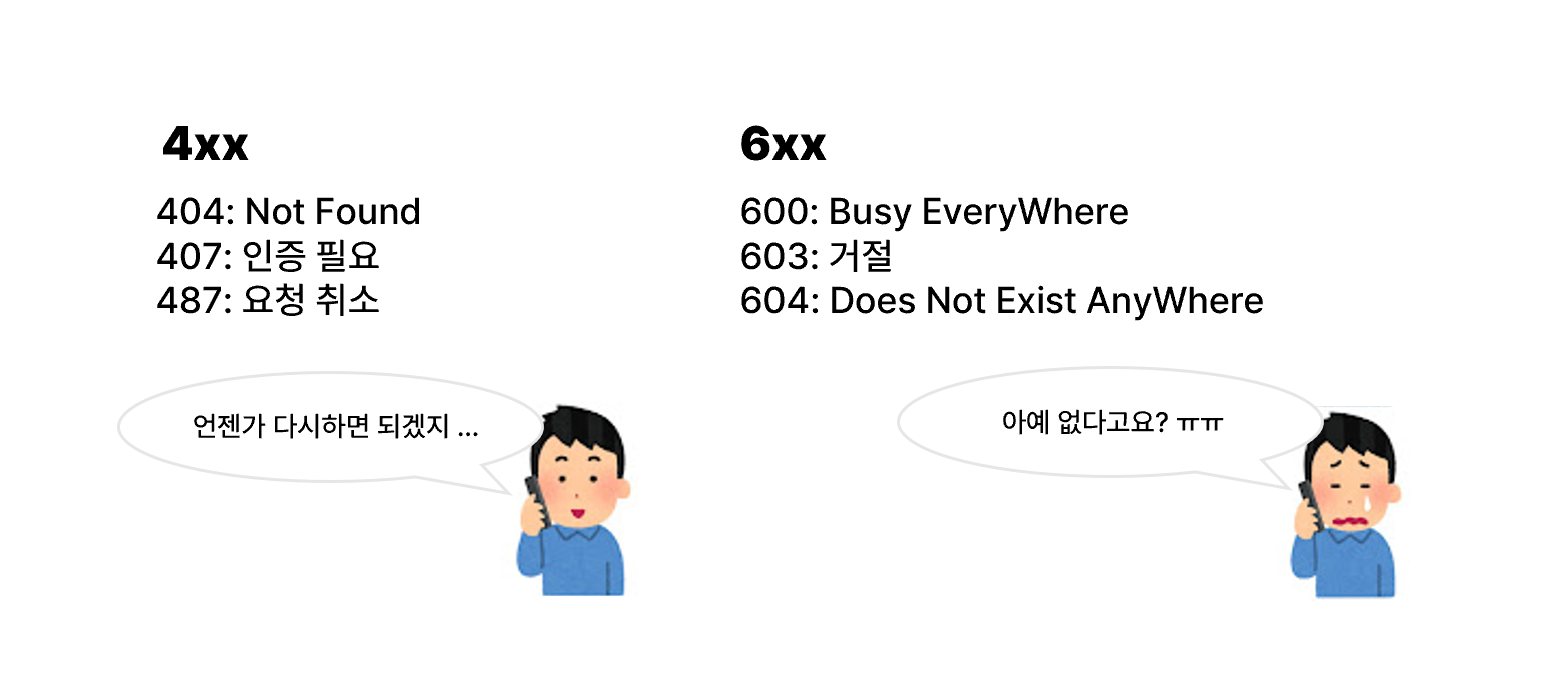 4xx
404: Not Found
407: 인증 필요
487: 요청 취소
언젠가 다시하면 되겠지 ...
6xx
600: Busy EveryWhere
603: 거절
604: Does Not Exist AnyWhere
아예 없다고요? ㅠㅠ